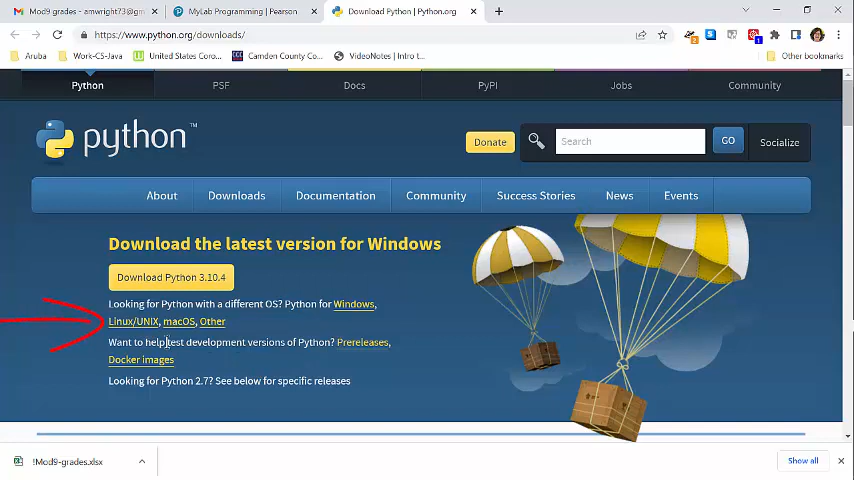 Mod9 grades - amwright73@gmail.
MyLab Programming | Pearson
Download Python | Python.org
https://www.python.org/downloads/
Aruba
Work-CS-Java
United States Coro...
Camden County Co...
VideoNotes | Intro t...
Other bookmarks
2
1
Python
PSF
Docs
PyPI
Jobs
Community
python™
Donate
Search
GO
Socialize
About
Downloads
Documentation
Community
Success Stories
News
Events
Download the latest version for Windows
Download Python 3.10.4
Looking for Python with a different OS? Python for Windows,
Linux/UNIX, macOS, Other
Want to help test development versions of Python? Prereleases,
Docker images
Looking for Python 2.7? See below for specific releases
!Mod9-grades.xlsx
Show all